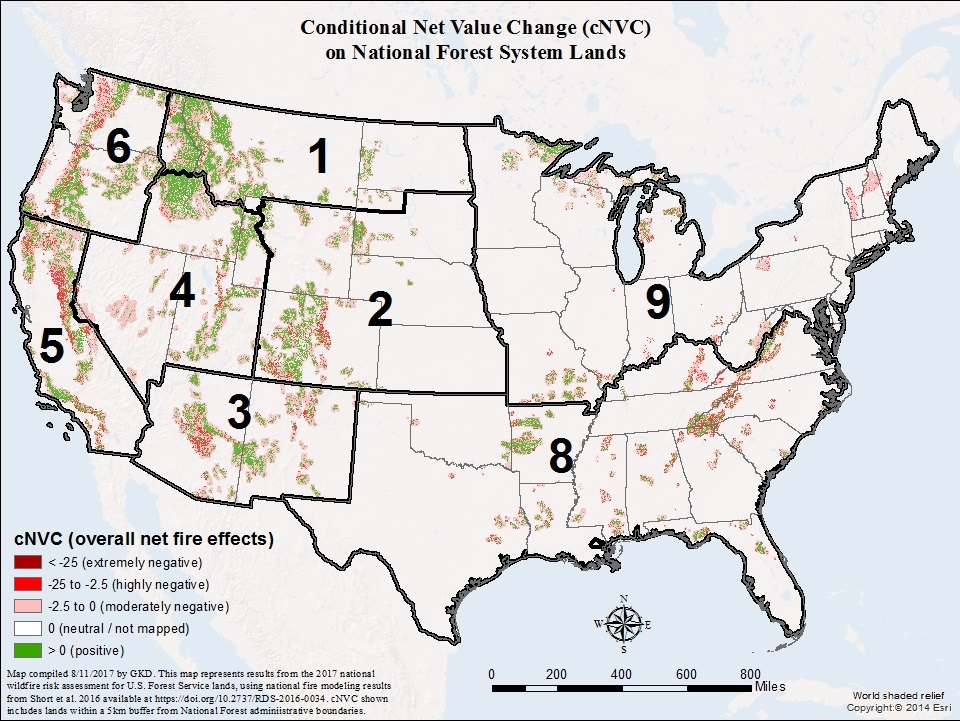 Conditional Net Value Change (cNVC)
on National Forest System Lands
6
1
4
2
9
5
3
8
cNVC (overall net fire effects)
< -25 (extremely negative)
-25 to -2.5 (highly negative)
-2.5 to 0 (moderately negative)
0 (neutral / not mapped)
> 0 (positive)
Map compiled 8/11/2017 by GKD. This map represents results from the 2017 national
wildfire risk assessment for U.S. Forest Service lands, using national fire modeling results
from Short et al. 2016 available at https://doi.org/10.2737/RDS-2016-0034. cNVC shown
includes lands within a 5km buffer from National Forest administrative boundaries.
N
W
E
S
0 200 400 600 800
Miles
World shaded relief
Copyright:© 2014 Esri